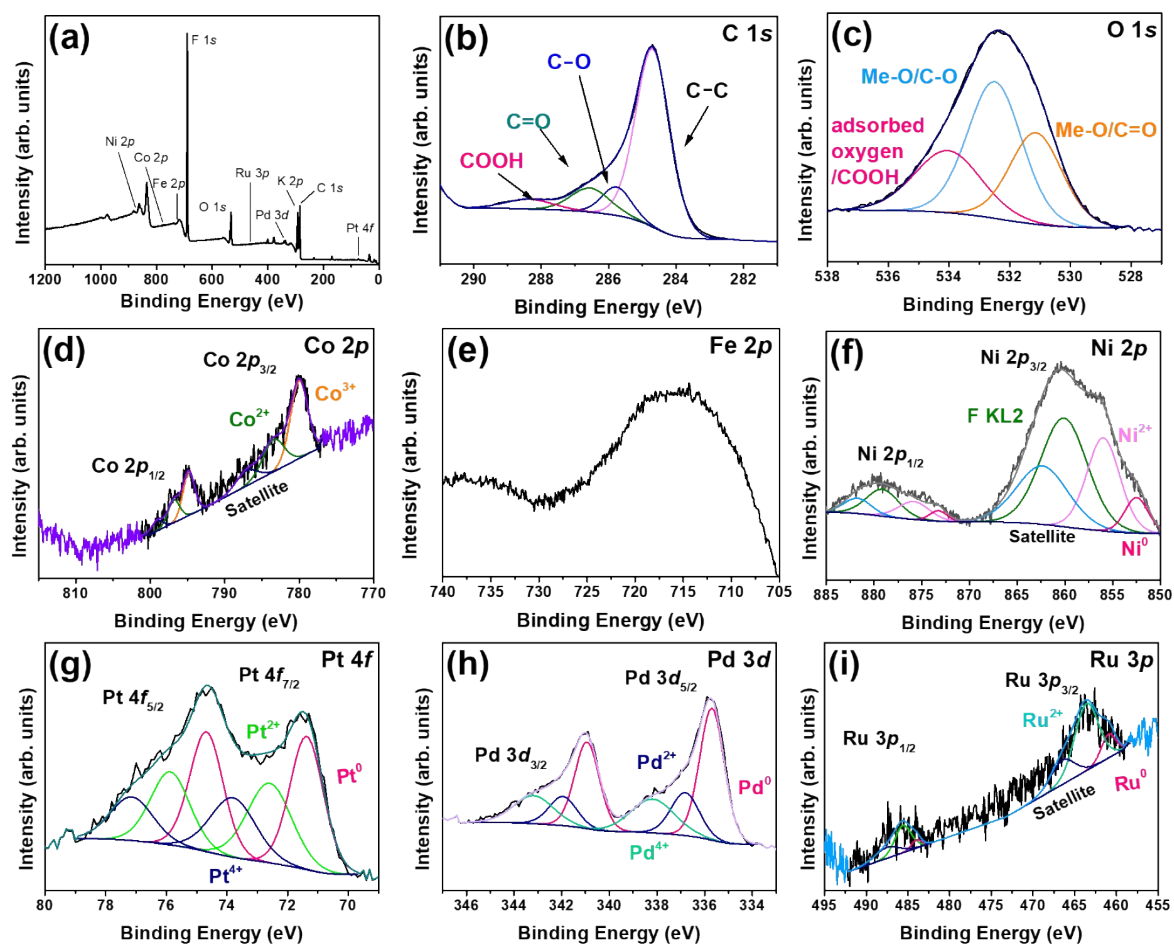 (a)
F 1s
Ni 2p
Co 2p
Fe 2p
Ru 3p
K 2p
C 1s
O 1s
Pd 3d
Pt 4f
Intensity (arb. units)
1200 1000 800 600 400 200 0
Binding Energy (eV)
(b)
C 1s
C−O
C−C
C=O
COOH
Intensity (arb. units)
290 288 286 284 282
Binding Energy (eV)
(c)
O 1s
Me-O/C-O
adsorbed
oxygen
/COOH
Me-O/C=O
Intensity (arb. units)
538 536 534 532 530 528
Binding Energy (eV)
(d)
Co 2p
Co 2p3/2
Co3+
Co2+
Co 2p1/2
Satellite
Intensity (arb. units)
810 800 790 780 770
Binding Energy (eV)
(e)
Fe 2p
Intensity (arb. units)
740 735 730 725 720 715 710 705
Binding Energy (eV)
(f)
Ni 2p
Ni 2p3/2
F KL2
Ni2+
Ni 2p1/2
Satellite
Ni0
Intensity (arb. units)
885 880 875 870 865 860 855 850
Binding Energy (eV)
(g)
Pt 4f
Pt 4f7/2
Pt 4f5/2
Pt2+
Pt0
Pt4+
Intensity (arb. units)
80 78 76 74 72 70
Binding Energy (eV)
(h)
Pd 3d
Pd 3d5/2
Pd 3d3/2
Pd2+
Pd0
Pd4+
Intensity (arb. units)
346 344 342 340 338 336 334
Binding Energy (eV)
(i)
Ru 3p
Ru 3p3/2
Ru2+
Ru 3p1/2
Satellite
Ru0
Intensity (arb. units)
495 490 485 480 475 470 465 460 455
Binding Energy (eV)